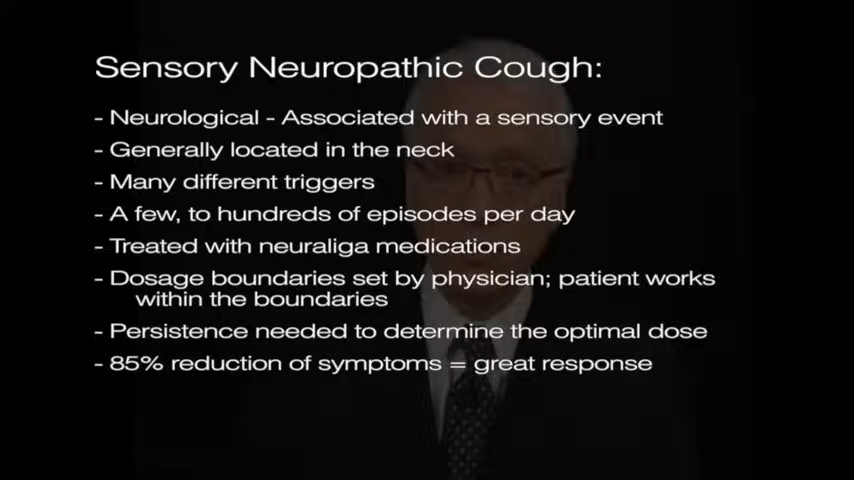 Sensory Neuropathic Cough:
- Neurological - Associated with a sensory event
- Generally located in the neck
- Many different triggers
- A few, to hundreds of episodes per day
- Treated with neuraliga medications
- Dosage boundaries set by physician; patient works
within the boundaries
- Persistence needed to determine the optimal dose
- 85% reduction of symptoms = great response